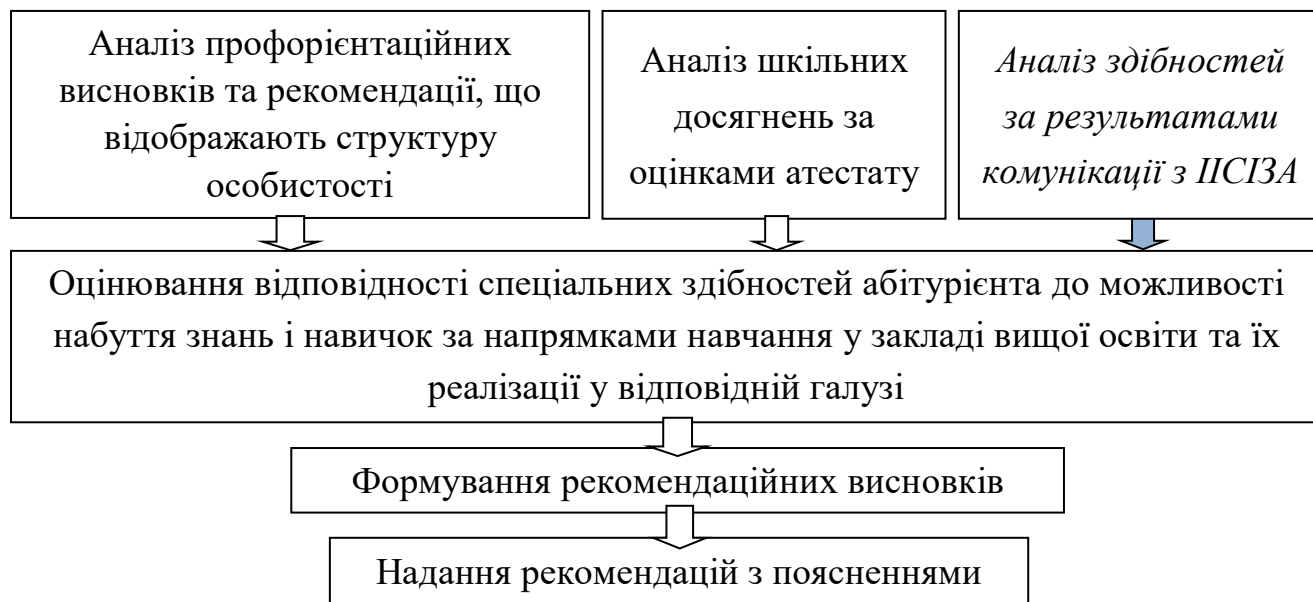 Аналіз профорієнтаційних
висновків та рекомендації, що
відображають структуру
особистості
Аналіз шкільних
досягнень за
оцінками атестату
Аналіз здібностей
за результатами
комунікації з ІІСІЗА
Оцінювання відповідності спеціальних здібностей абітурієнта до можливості
набуття знань і навичок за напрямками навчання у закладі вищої освіти та їх
реалізації у відповідній галузі
Формування рекомендаційних висновків
Надання рекомендацій з поясненнями